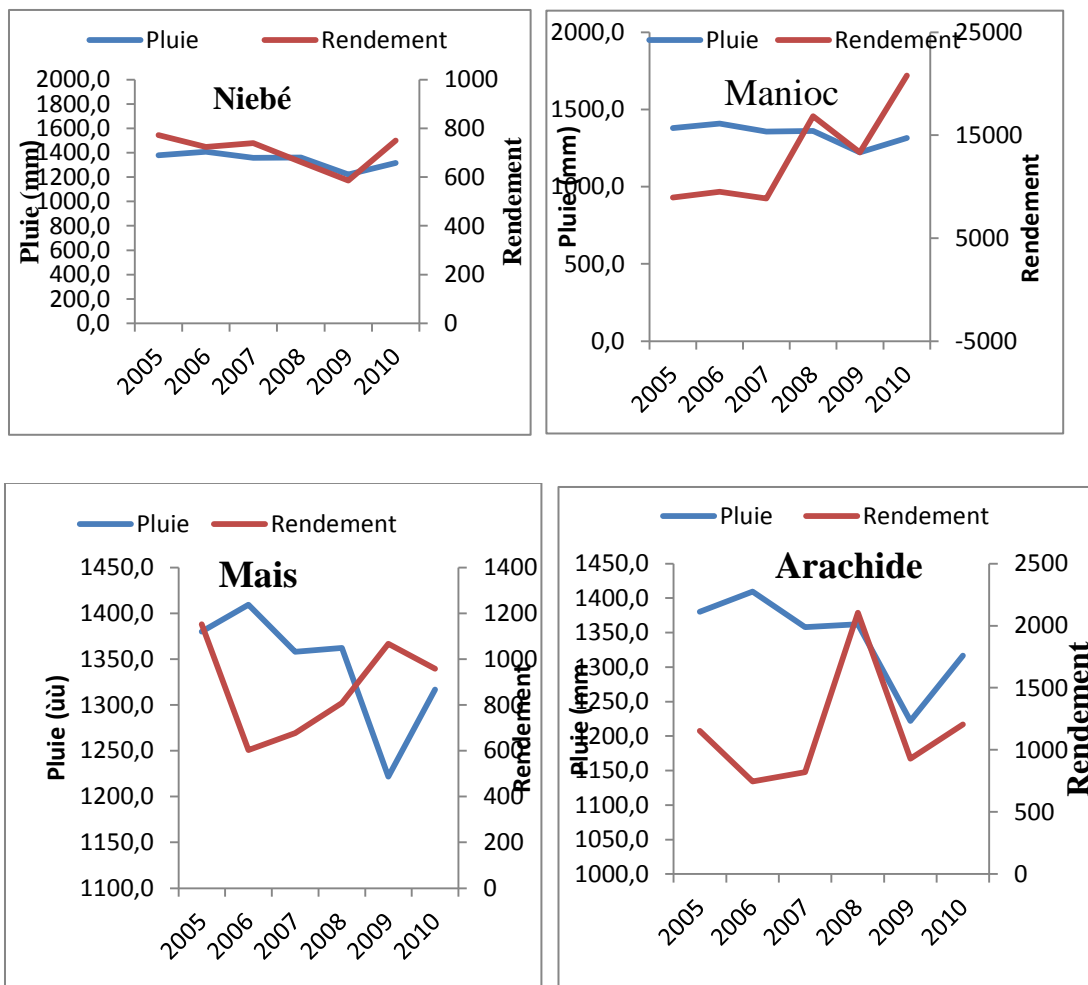 Pluie Rendement
Niebé
2000,0
1800,0
1600,0
1400,0
1200,0
1000,0
800,0
600,0
400,0
200,0
0,0
Pluie (mm)
1000
800
600
400
200
0
Rendement
2005 2006 2007 2008 2009 2010
Pluie Rendement
Manioc
2000,0
1500,0
1000,0
500,0
0,0
Pluie (mm)
25000
15000
5000
-5000
Rendement
2005 2006 2007 2008 2009 2010
Pluie Rendement
Mais
1450,0
1400,0
1350,0
1300,0
1250,0
1200,0
1150,0
1100,0
Pluie (ùù)
1400
1200
1000
800
600
400
200
0
Rendement
2005 2006 2007 2008 2009 2010
Pluie Rendement
Arachide
1450,0
1400,0
1350,0
1300,0
1250,0
1200,0
1150,0
1100,0
1050,0
1000,0
Pluie (mm
2500
2000
1500
1000
500
0
Rendement
2005 2006 2007 2008 2009 2010